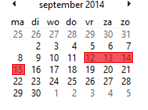 september 2014
ma di wo do vr za zo
25 26 27 28 29 30 31
1 2 3 4 5 6 7
8 9 10 11 12 13 14
15 16 17 18 19 20 21
22 23 24 25 26 27 28
29 30 1 2 3 4 5